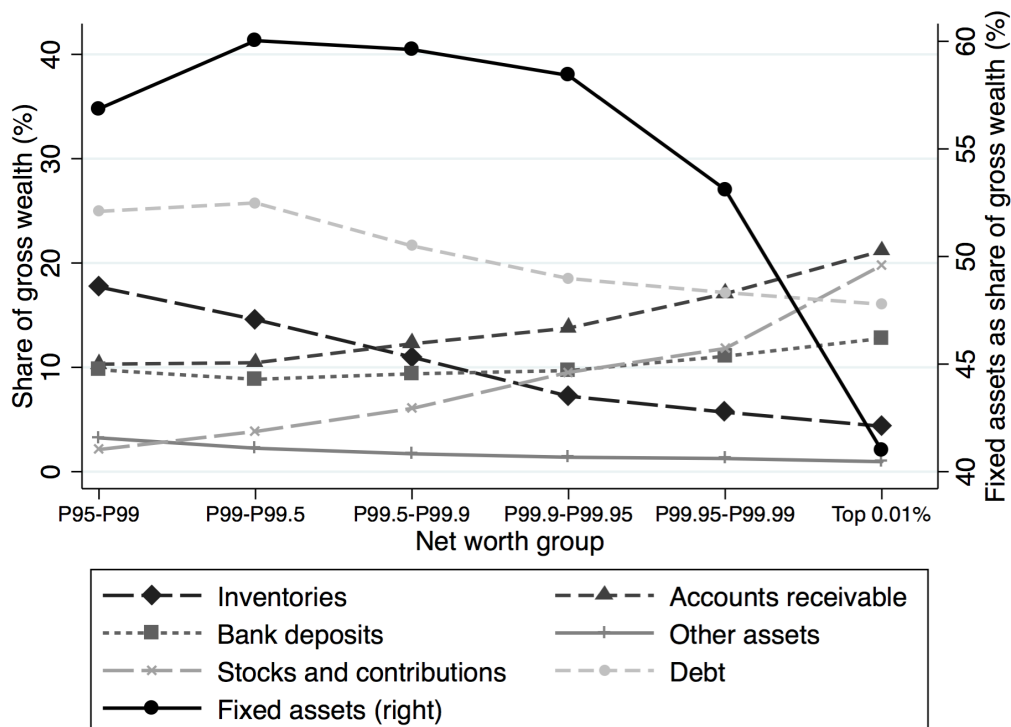 Share of gross wealth (%)
40
30
20
10
0
Fixed assets as share of gross wealth (%)
60
55
50
45
40
P95-P99 P99-P99.5 P99.5-P99.9 P99.9-P99.95 P99.95-P99.99 Top 0.01%
Net worth group
Inventories Accounts receivable
Bank deposits Other assets
Stocks and contributions Debt
Fixed assets (right)